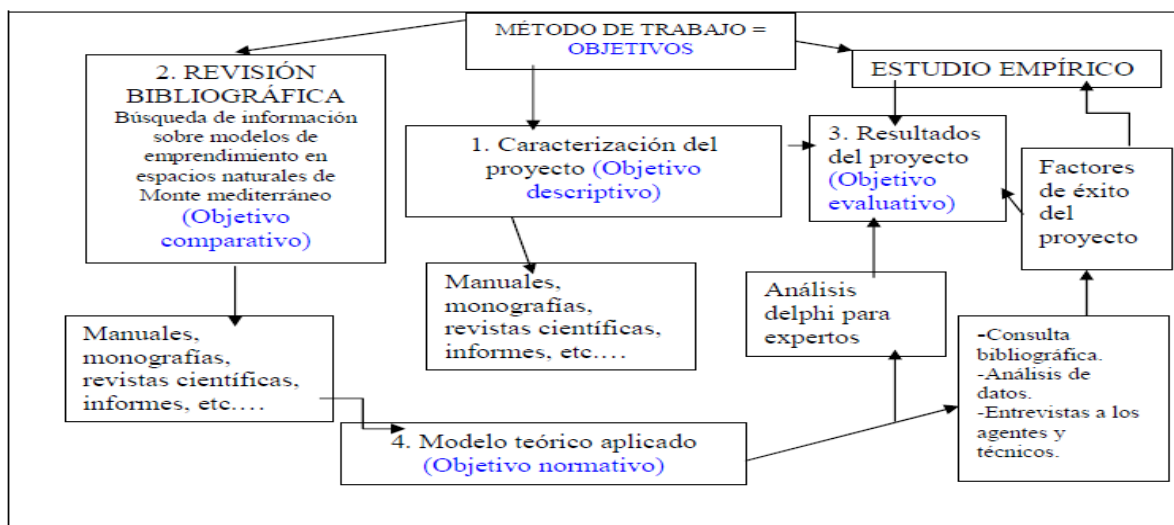 MÉTODO DE TRABAJO =
OBJETIVOS
2. REVISIÓN
BIBLIOGRÁFICA
Búsqueda de información
sobre modelos de
emprendimiento en
espacios naturales de
Monte mediterráneo
(Objetivo
comparativo)
ESTUDIO EMPÍRICO
1. Caracterización del
proyecto (Objetivo
descriptivo)
3. Resultados
del proyecto
(Objetivo
evaluativo)
Factores
de éxito
del
proyecto
Manuales,
monografías,
revistas científicas,
informes, etc.…
Manuales,
monografías,
revistas científicas,
informes, etc.…
Análisis
delphi para
expertos
-Consulta
bibliográfica.
-Análisis de
datos.
-Entrevistas a los
agentes y
técnicos.
4. Modelo teórico aplicado
(Objetivo normativo)